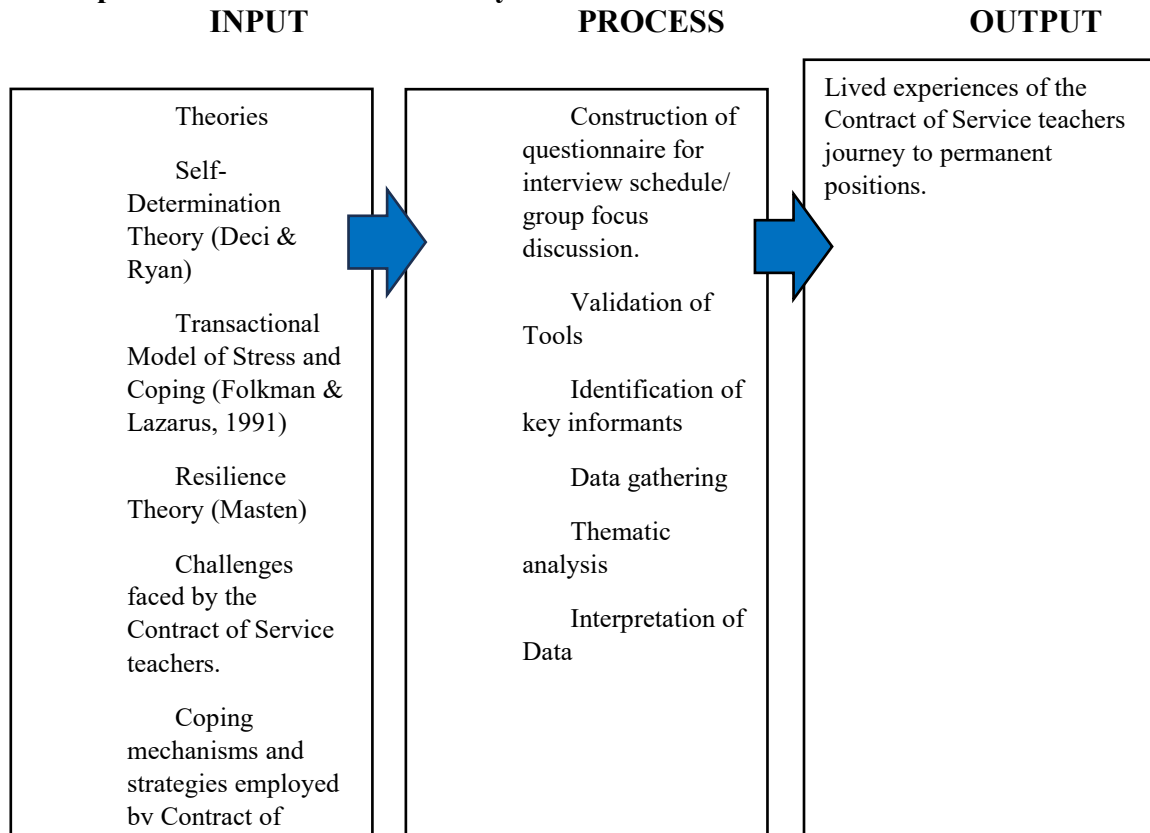 INPUT
PROCESS
OUTPUT
Theories
Self-
Determination
Theory (Deci &
Ryan)
Transactional
Model of Stress and
Coping (Folkman &
Lazarus, 1991)
Resilience
Theory (Masten)
Challenges
faced by the
Contract of Service
teachers.
Coping
mechanisms and
strategies employed
by Contract of
Construction of
questionnaire for
interview schedule/
group focus
discussion.
Validation of
Tools
Identification of
key informants
Data gathering
Thematic
analysis
Interpretation of
Data
Lived experiences of the
Contract of Service teachers
journey to permanent
positions.